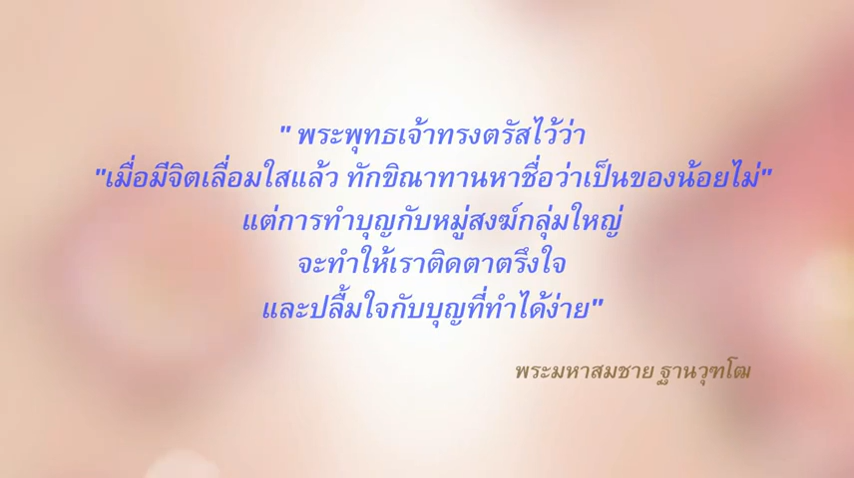 " พระพุทธเจ้าทรงตรัสไว้ว่า
"เมื่อมีจิตเลื่อมใสแล้ว ทักขิณาทานหาชื่อว่าเป็นของน้อยไม่"
แต่การทำบุญกับหมู่สงฆ์กลุ่มใหญ่
จะทำให้เราติดตาตรึงใจ
และปลื้มใจกับบุญที่ทำได้ง่าย"
พระมหาสมชาย ฐานวุฑโฒ